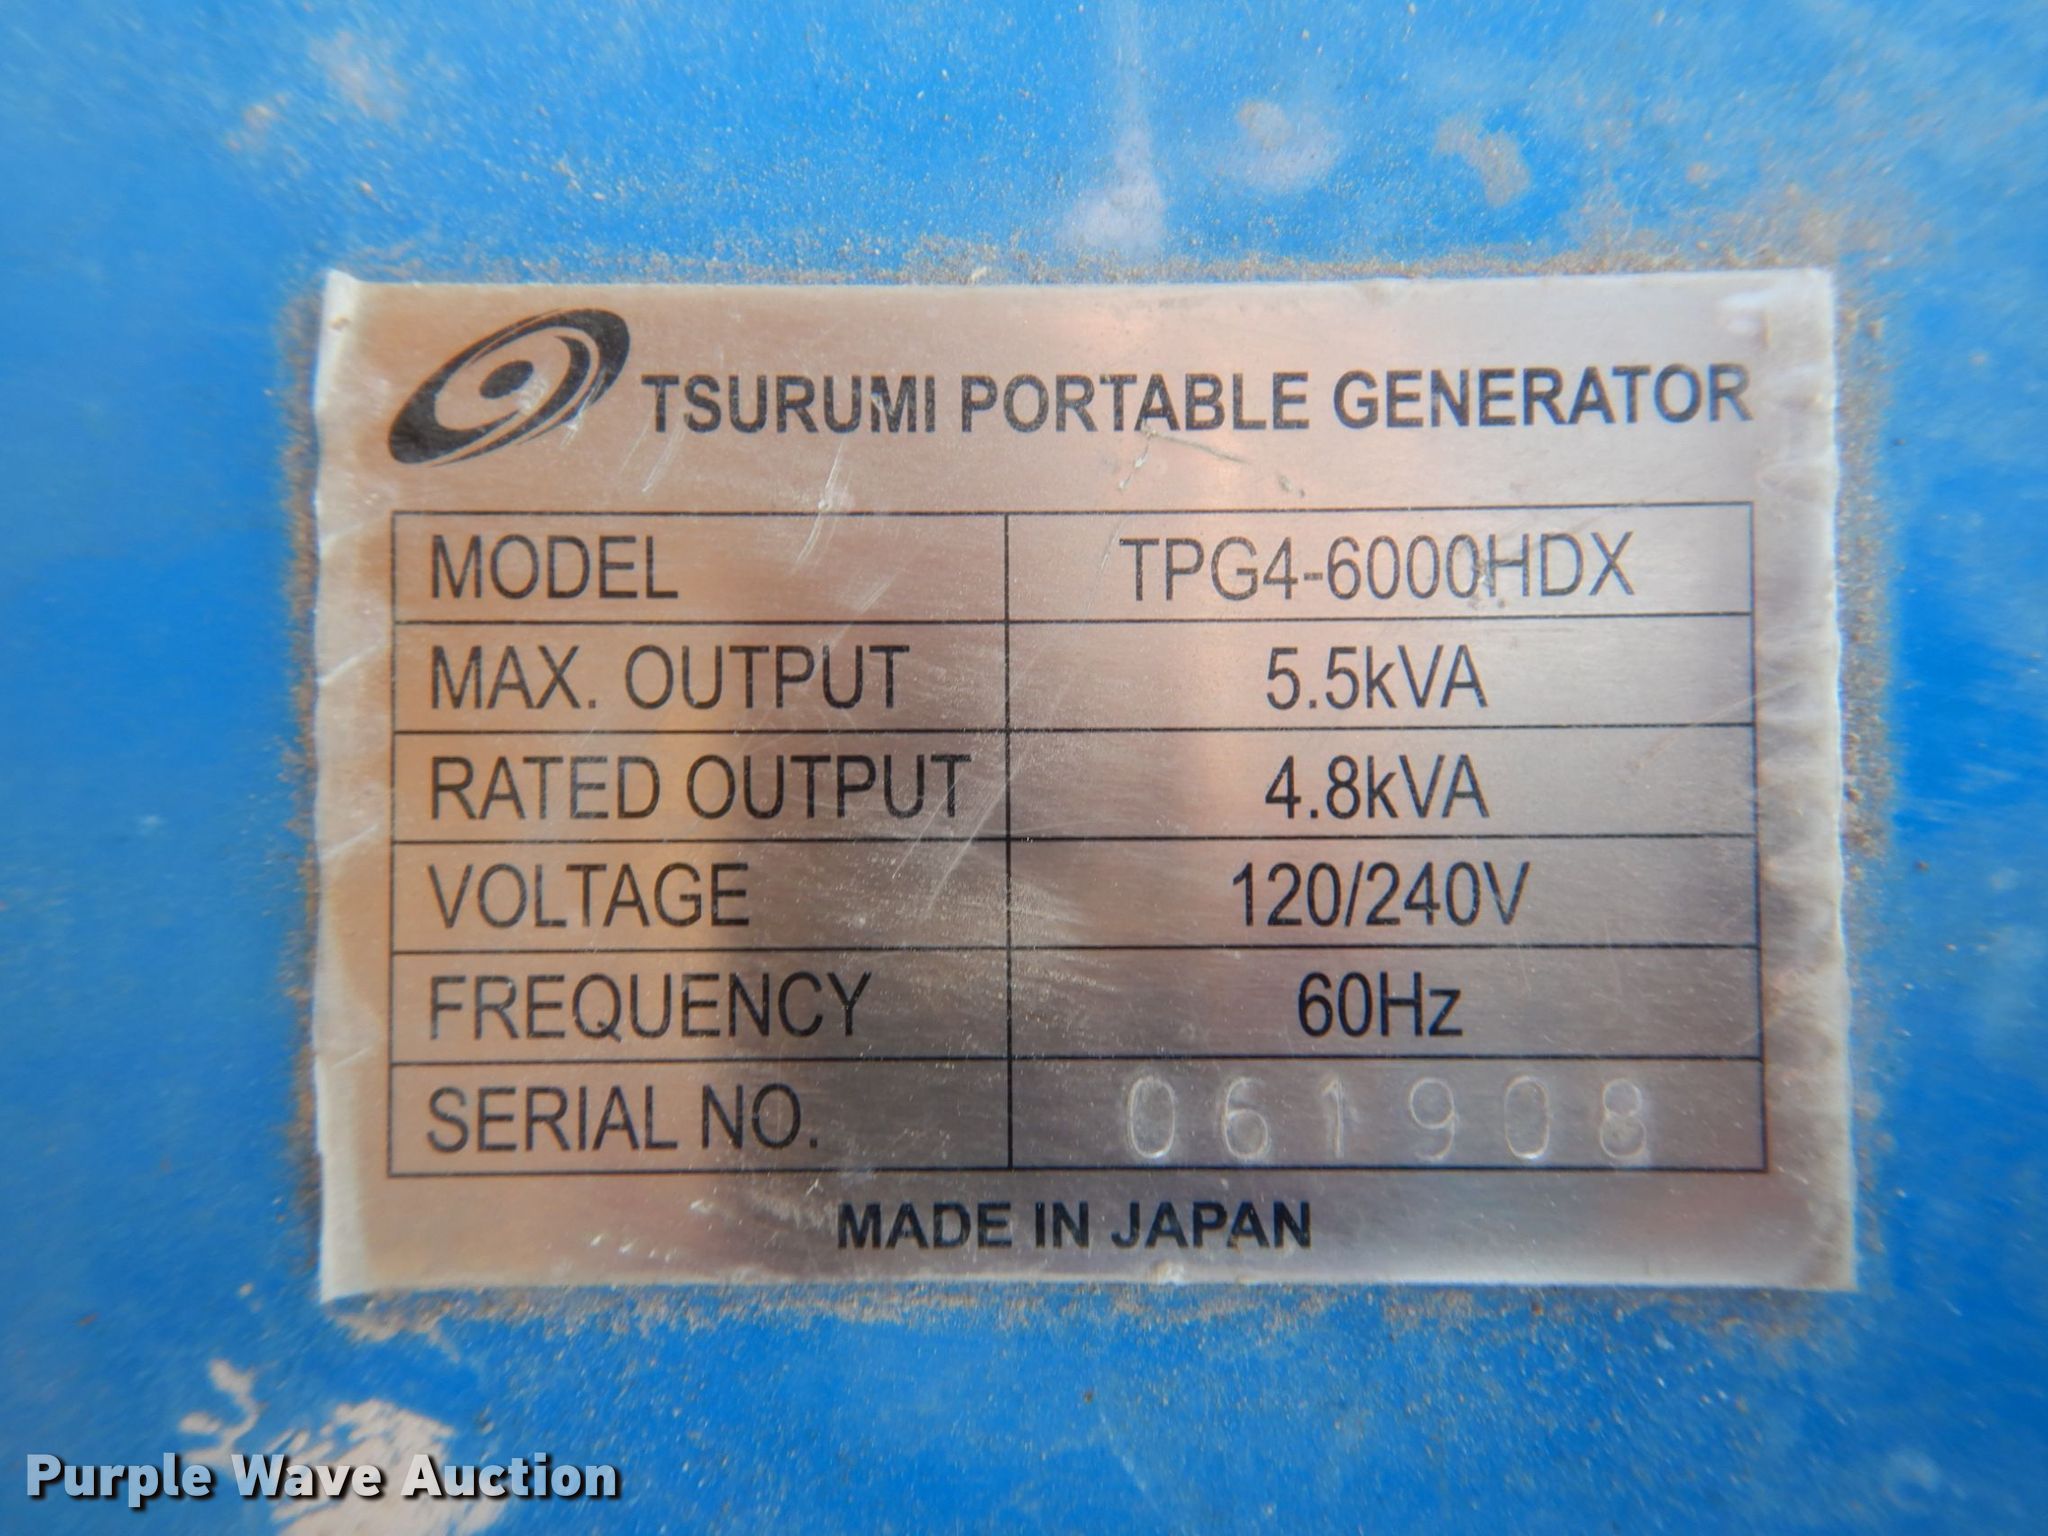 TSURUMI PORTABLE GENERATOR
MODEL TPG4-6000HDX
MAX. OUTPUT 5.5kVA
RATED OUTPUT 4.8kVA
VOLTAGE 120/240V
FREQUENCY 60Hz
SERIAL NO. 061908
MADE IN JAPAN
Purple Wave Auction